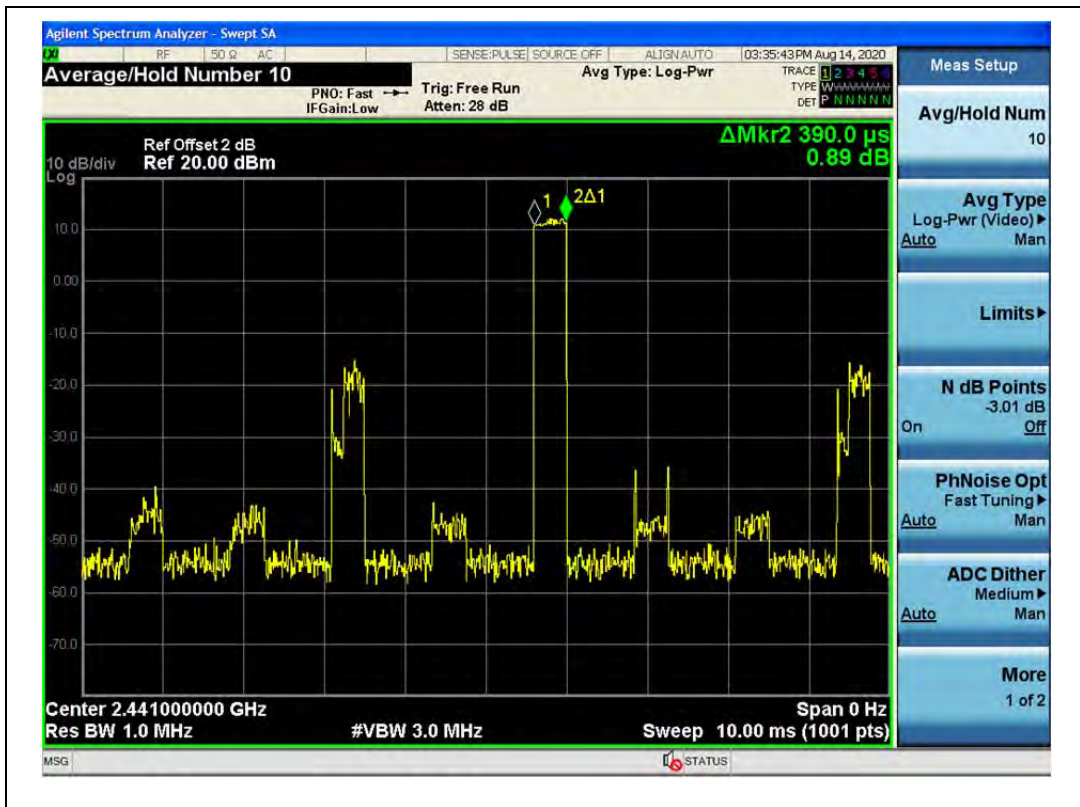 Agilent Spectrum Analyzer - Swept SA
LXI RF 50 Ω AC SENSE:PULSE SOURCE OFF ALIGN AUTO 03:35:43 PM Aug 14, 2020
Average/Hold Number 10
PNO: Fast
IFGain:Low
Trig: Free Run
Atten: 28 dB
Avg Type: Log-Pwr
TRACE 1 2 3 4 5 6
TYPE W
DET P N N N N N
ΔMkr2 390.0 µs
0.89 dB
Ref Offset 2 dB
Ref 20.00 dBm
10 dB/div
Log
1
2Δ1
10.0
0.00
-10.0
-20.0
-30.0
-40.0
-50.0
-60.0
-70.0
Center 2.441000000 GHz
Span 0 Hz
Res BW 1.0 MHz
#VBW 3.0 MHz
Sweep 10.00 ms (1001 pts)
MSG
STATUS
Meas Setup
Avg/Hold Num
10
Avg Type
Log-Pwr (Video)
Auto Man
Limits
N dB Points
-3.01 dB
On Off
PhNoise Opt
Fast Tuning
Auto Man
ADC Dither
Medium
Auto Man
More
1 of 2